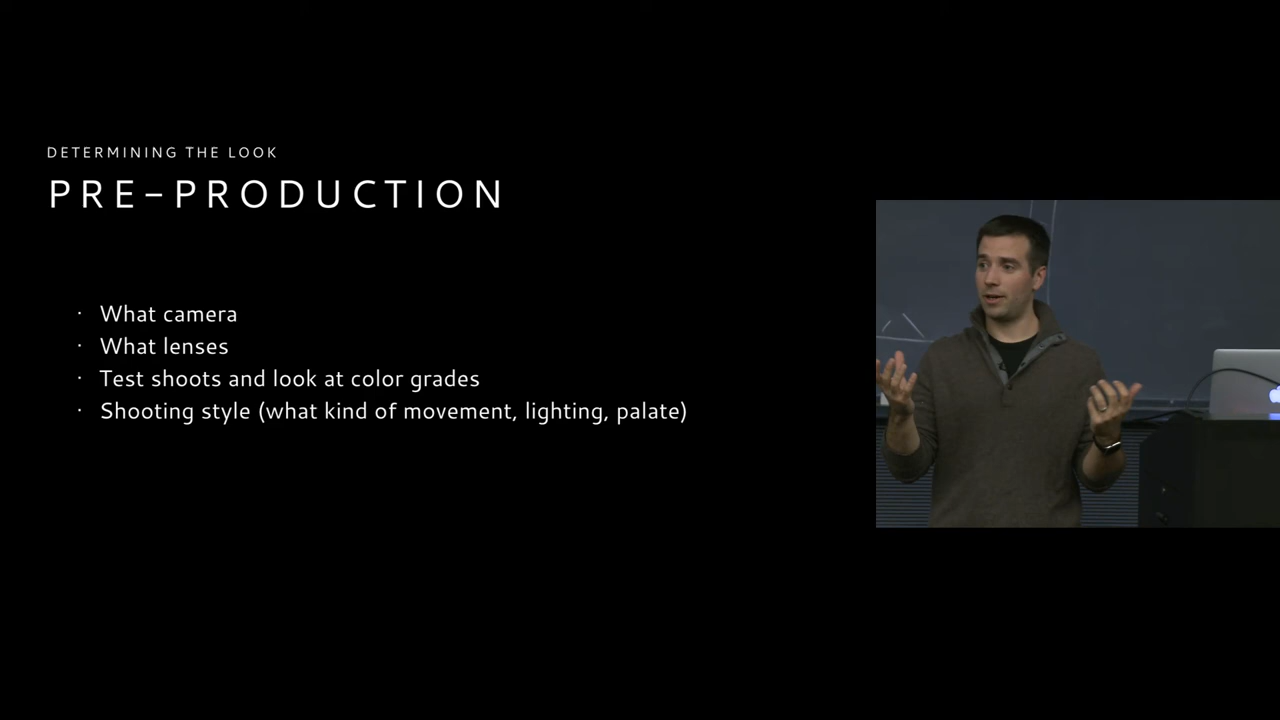 DETERMINING THE LOOK
PRE-PRODUCTION
· What camera
· What lenses
· Test shoots and look at color grades
· Shooting style (what kind of movement, lighting, palate)